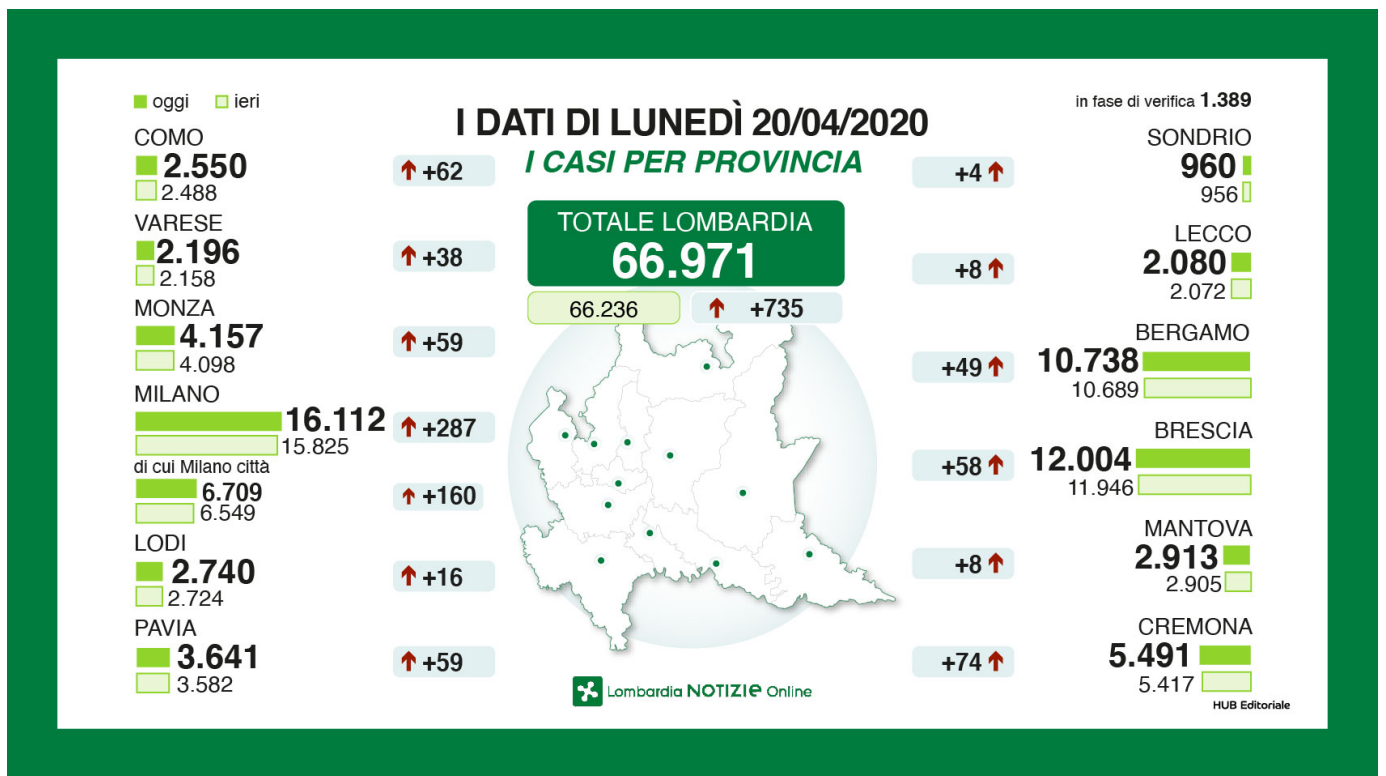 oggi ieri
I DATI DI LUNEDÌ 20/04/2020
I CASI PER PROVINCIA
TOTALE LOMBARDIA
66.971
66.236 +735
COMO
2.550
2.488
+62
VARESE
2.196
2.158
+38
MONZA
4.157
4.098
+59
MILANO
16.112
15.825
+287
di cui Milano città
6.709
6.549
+160
LODI
2.740
2.724
+16
PAVIA
3.641
3.582
+59
in fase di verifica 1.389
SONDRIO
960
956
+4
LECCO
2.080
2.072
+8
BERGAMO
10.738
10.689
+49
BRESCIA
12.004
11.946
+58
MANTOVA
2.913
2.905
+8
CREMONA
5.491
5.417
+74
Lombardia NOTIZIe Online
HUB Editoriale